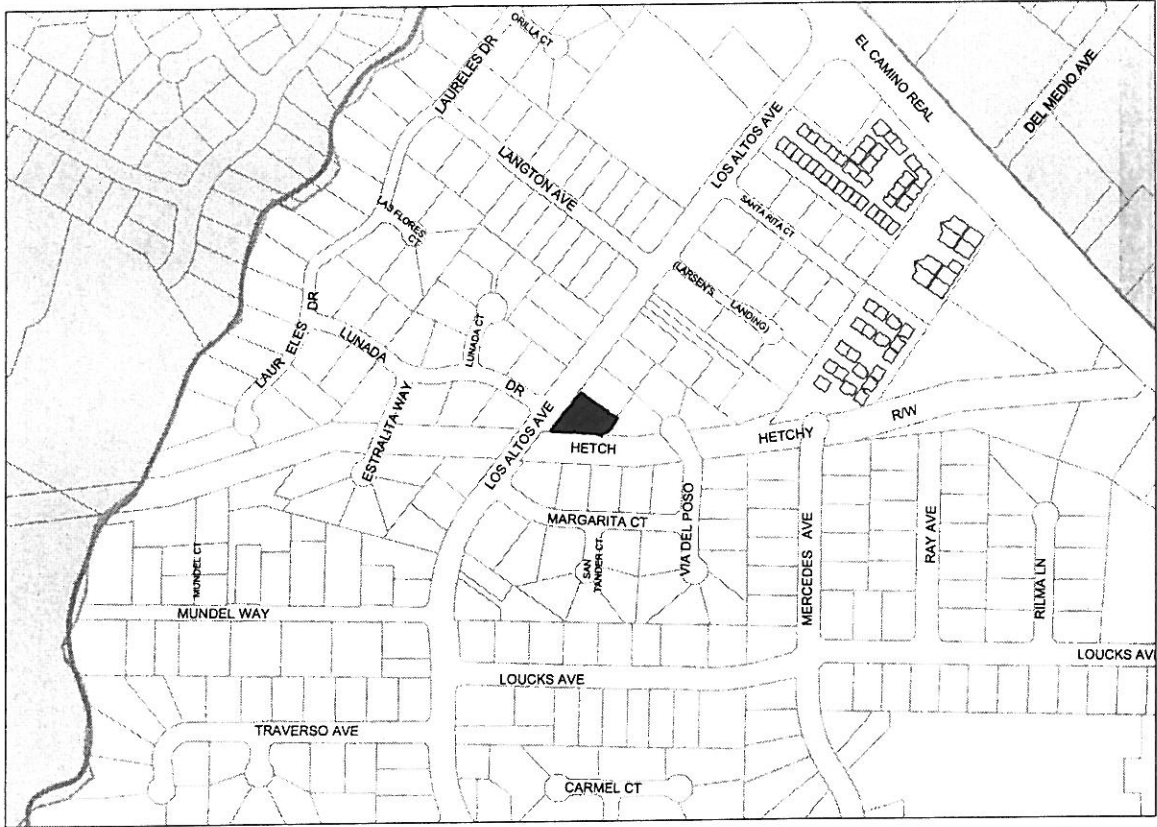 ORILLA CT
LAURELES DR
EL CAMINO REAL
DEL MEDIO AVE
LOS ALTOS AVE
LANGTON AVE
LAS FLORES
CT
SANTA RITA CT
(LARSEN'S LANDING)
LAUR ELES DR
LUNADA DR
LUNADA CT
ESTRALITA WAY
LOS ALTOS AVE
HETCH HETCHY R/W
MARGARITA CT
VIA DEL POSO
SAN
TANDER CT
MERCEDES AVE
RAY AVE
RILMA LN
MUNDEL CT
MUNDEL WAY
LOUCKS AVE
LOUCKS AVE
TRAVERSO AVE
CARMEL CT